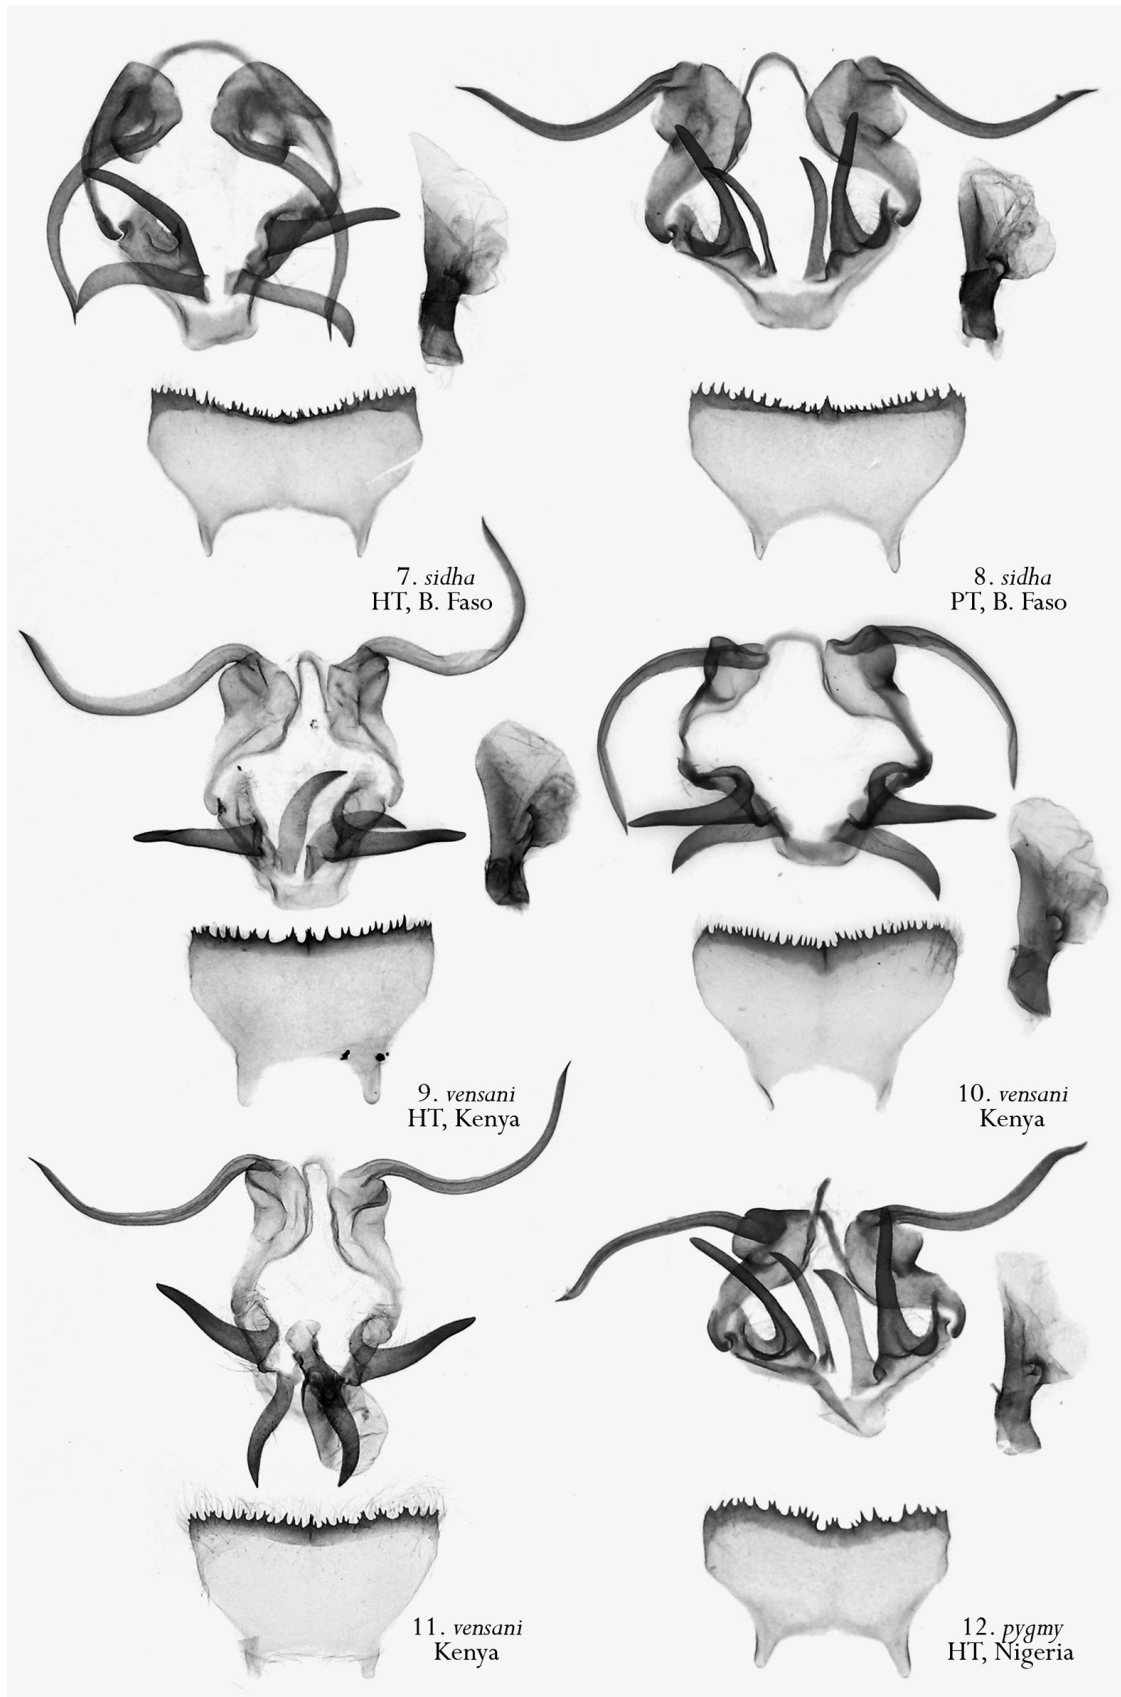 7. sidha
HT, B. Faso
8. sidha
PT, B. Faso
9. vensani
HT, Kenya
10. vensani
Kenya
11. vensani
Kenya
12. pygmy
HT, Nigeria